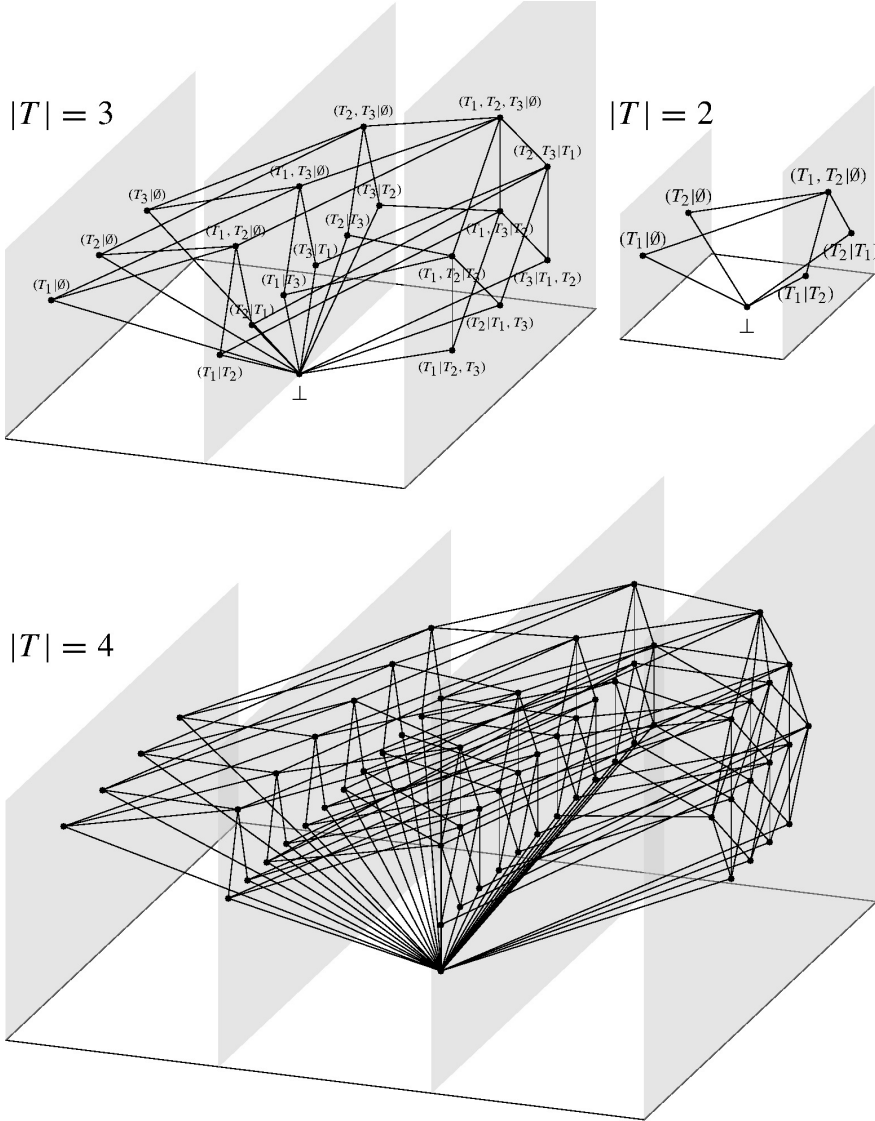 |T| = 3
(T₂, T₃|∅)
(T₁, T₂, T₃|∅)
(T₂, T₃|T₁)
(T₁, T₃|∅)
(T₃|∅)
(T₃|T₂)
(T₂|T₃)
(T₁, T₃|T₂)
(T₂|∅)
(T₁, T₂|∅)
(T₃|T₁)
(T₁, T₂|T₃)
(T₃|T₁, T₂)
(T₁|∅)
(T₁|T₃)
(T₂|T₁)
(T₂|T₁, T₃)
(T₁|T₂)
(T₁|T₂, T₃)
⊥
|T| = 2
(T₁, T₂|∅)
(T₂|∅)
(T₁|∅)
(T₂|T₁)
(T₁|T₂)
⊥
|T| = 4